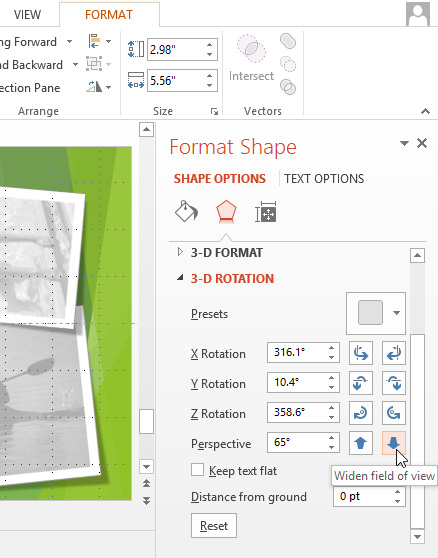 VIEW FORMAT
ng Forward
nd Backward
ection Pane
2.98"
5.56"
Intersect
Arrange Size Vectors
Format Shape
SHAPE OPTIONS TEXT OPTIONS
3-D FORMAT
3-D ROTATION
Presets
X Rotation 316.1°
Y Rotation 10.4°
Z Rotation 358.6°
Perspective 65°
Keep text flat
Widen field of view
Distance from ground 0 pt
Reset